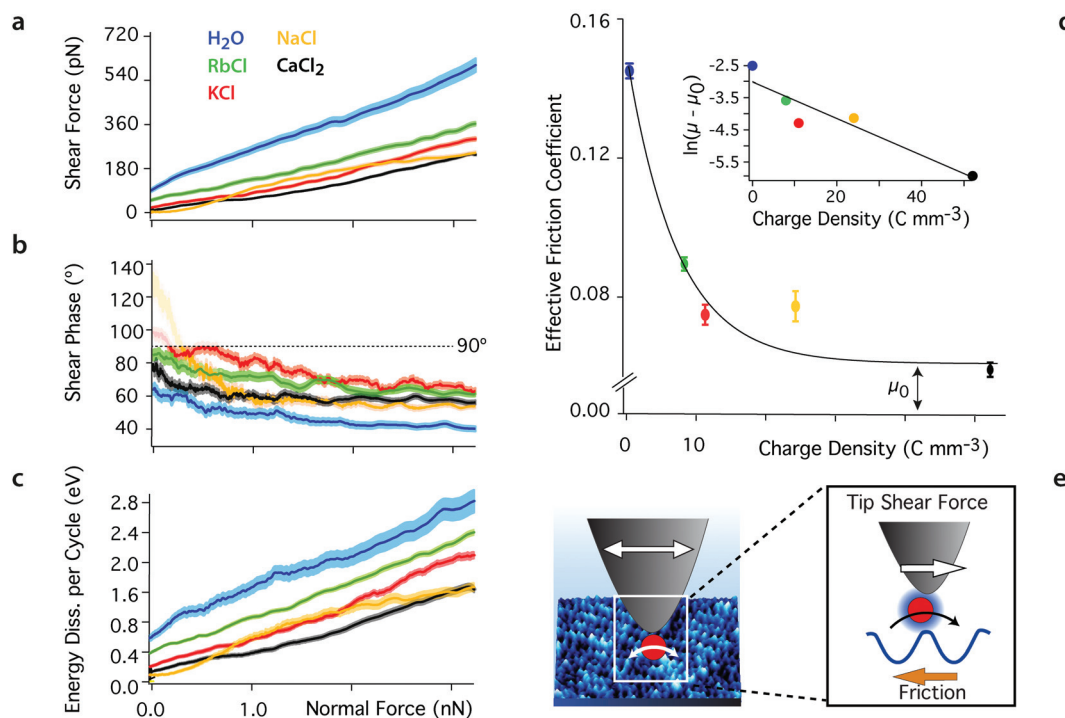 a
720
540
360
180
0
Shear Force (pN)
H2O
RbCl
KCl
NaCl
CaCl2
b
140
120
100
80
60
40
Shear Phase (°)
90º
c
2.8
2.4
1.6
0.8
0.4
0.0
Energy Diss. per Cycle (eV)
0.0
1.0
Normal Force (nN)
0.16
0.12
0.08
0.00
Effective Friction Coefficient
0
10
Charge Density (C mm-3)
μ0
-2.5
-3.5
-4.5
-5.5
ln(μ - μ0)
0
20
40
Charge Density (C mm-3)
e
Tip Shear Force
Friction